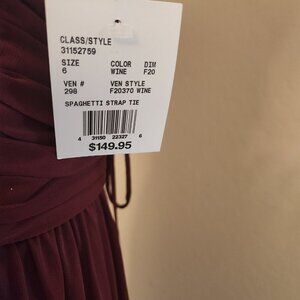 CLASS/STYLE
31152759
SIZE COLOR DIM
6 WINE F20
VEN # VEN STYLE
298 F20370 WINE
SPAGHETTI STRAP TIE
4 31150 22327 6
$149.95